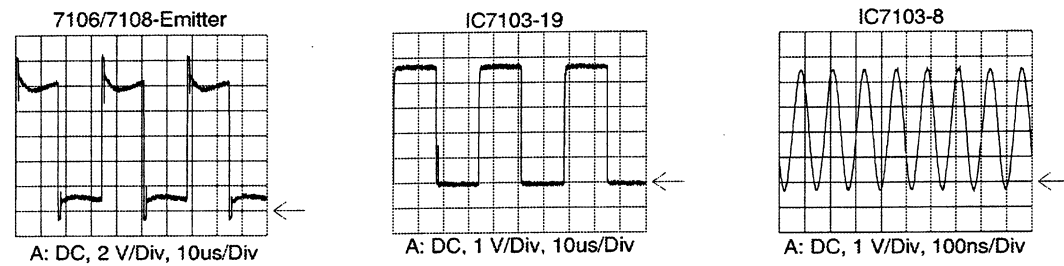 7106/7108-Emitter
A: DC, 2 V/Div, 10us/Div
IC7103-19
A: DC, 1 V/Div, 10us/Div
IC7103-8
A: DC, 1 V/Div, 100ns/Div